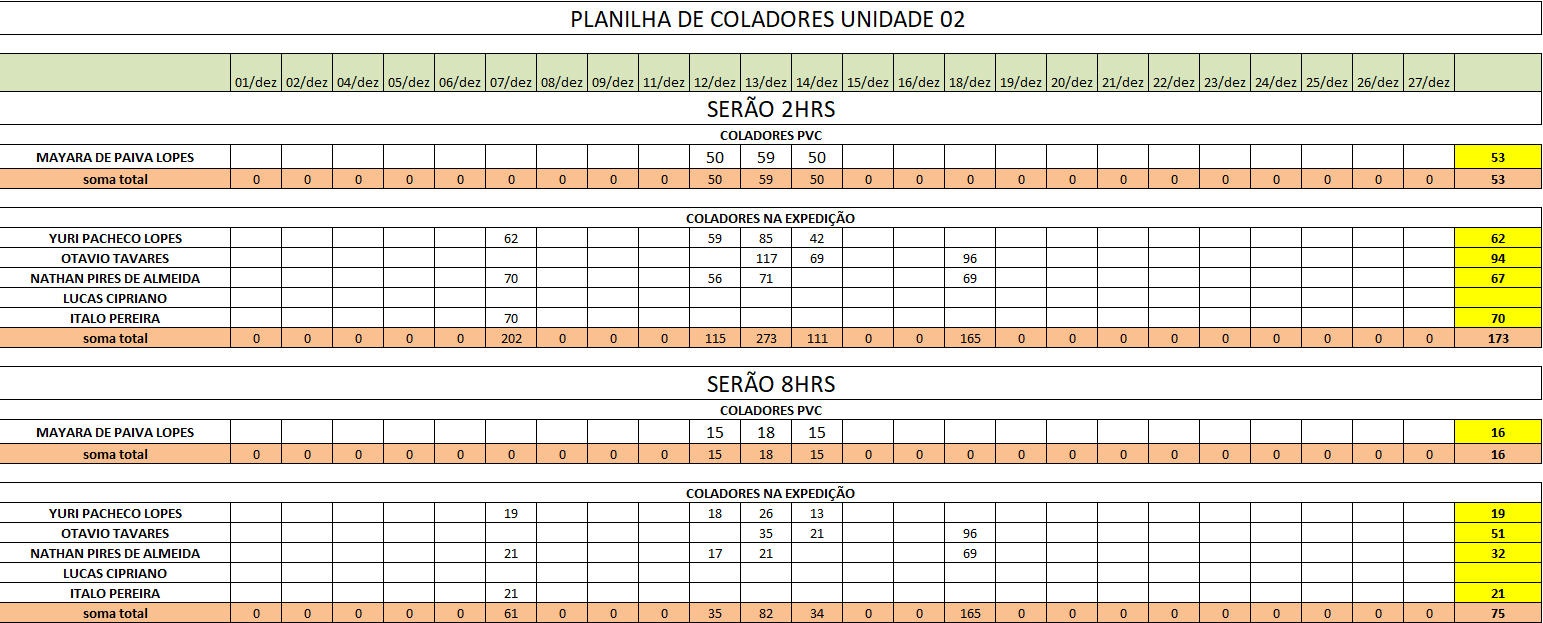 PLANILHA DE COLADORES UNIDADE 02
01/dez 02/dez 04/dez 05/dez 06/dez 07/dez 08/dez 09/dez 11/dez 12/dez 13/dez 14/dez 15/dez 16/dez 18/dez 19/dez 20/dez 21/dez 22/dez 23/dez 24/dez 25/dez 26/dez 27/dez
SERÃO 2HRS
COLADORES PVC
MAYARA DE PAIVA LOPES 50 59 50 53
soma total 0 0 0 0 0 0 0 0 0 50 59 50 0 0 0 0 0 0 0 0 0 0 0 0 53
COLADORES NA EXPEDIÇÃO
YURI PACHECO LOPES 62 59 85 42 62
OTAVIO TAVARES 117 69 96 94
NATHAN PIRES DE ALMEIDA 70 56 71 69 67
LUCAS CIPRIANO
ITALO PEREIRA 70 70
soma total 0 0 0 0 0 202 0 0 0 115 273 111 0 0 165 0 0 0 0 0 0 0 0 0 173
SERÃO 8HRS
COLADORES PVC
MAYARA DE PAIVA LOPES 15 18 15 16
soma total 0 0 0 0 0 0 0 0 0 15 18 15 0 0 0 0 0 0 0 0 0 0 0 0 16
COLADORES NA EXPEDIÇÃO
YURI PACHECO LOPES 19 18 26 13 19
OTAVIO TAVARES 35 21 96 51
NATHAN PIRES DE ALMEIDA 21 17 21 69 32
LUCAS CIPRIANO
ITALO PEREIRA 21 21
soma total 0 0 0 0 0 61 0 0 0 35 82 34 0 0 165 0 0 0 0 0 0 0 0 0 75